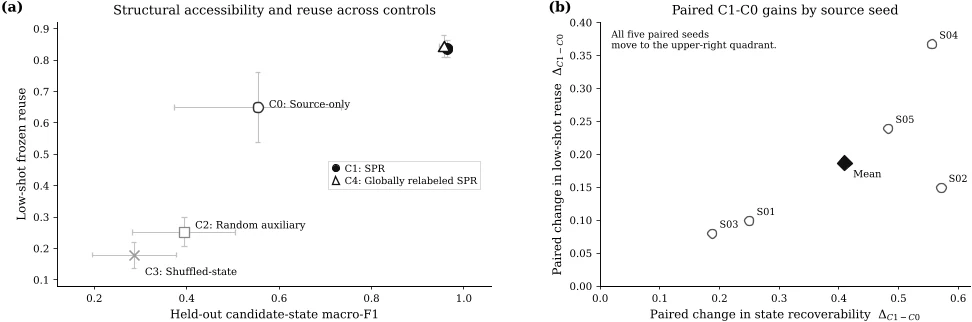 (a)
Structural accessibility and reuse across controls
Low-shot frozen reuse
0.9
0.8
0.7
0.6
0.5
0.4
0.3
0.2
0.1
C0: Source-only
C1: SPR
C4: Globally relabeled SPR
C2: Random auxiliary
C3: Shuffled-state
0.2
0.4
0.6
0.8
1.0
Held-out candidate-state macro-F1
(b)
Paired C1-C0 gains by source seed
Paired change in low-shot reuse Δ_{C1−C0}
0.40
0.35
0.30
0.25
0.20
0.15
0.10
0.05
0.00
All five paired seeds
move to the upper-right quadrant.
S04
S05
Mean
S02
S01
S03
0.0
0.1
0.2
0.3
0.4
0.5
0.6
Paired change in state recoverability Δ_{C1−C0}